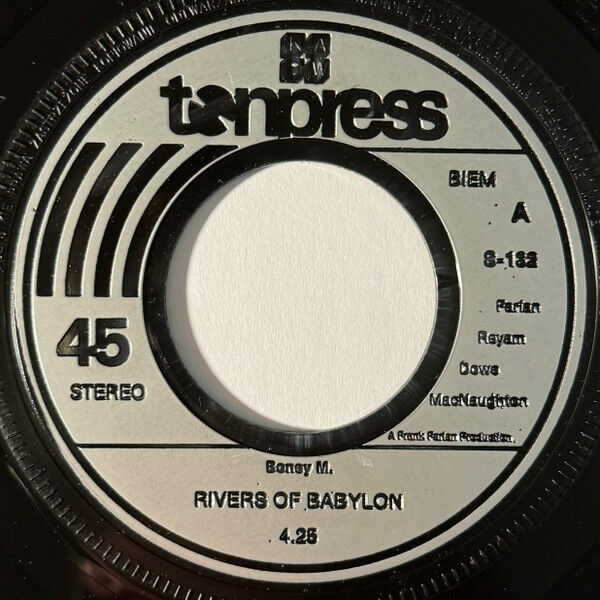 tonpress
BIEM
A
S-182
Farian
Reyam
Dowe
MacNaughton
A Frank Farian Production
45
STEREO
Boney M.
RIVERS OF BABYLON
4.25